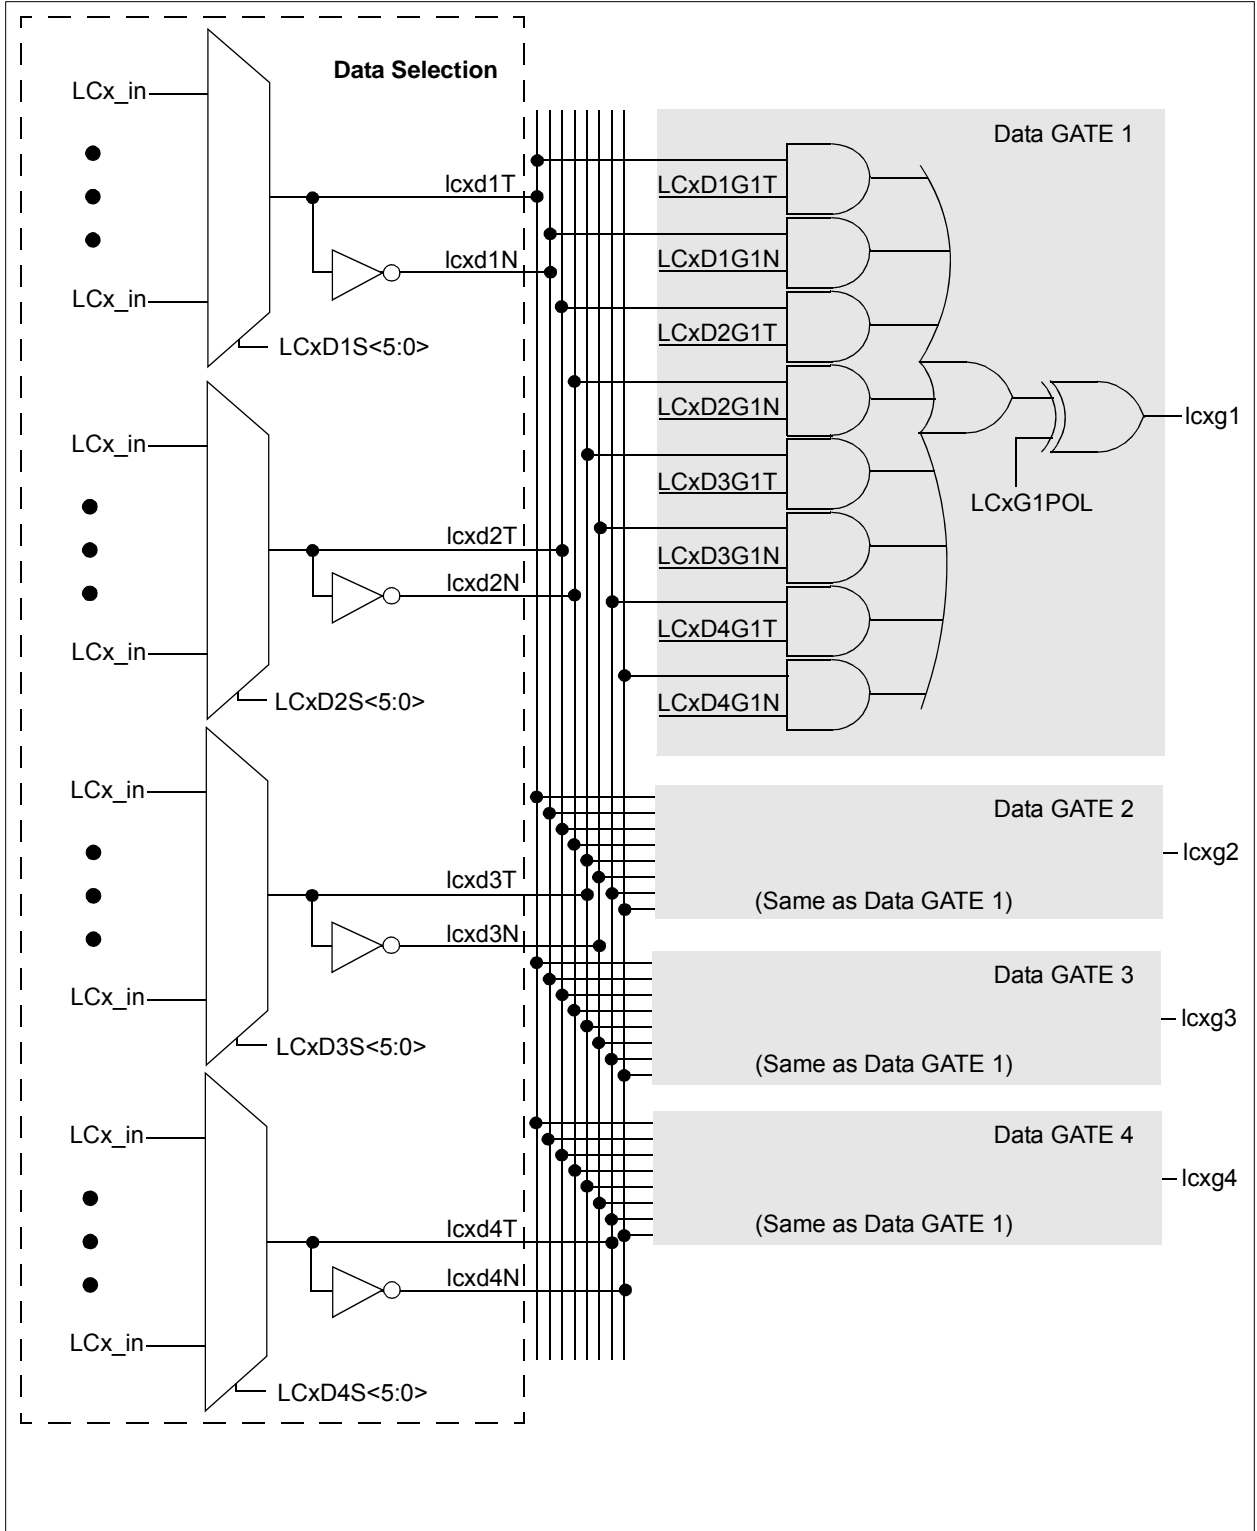 Data Selection
LCx_in
LCx_in
LCxD1S<5:0>
lcxd1T
lcxd1N
LCx_in
LCx_in
LCxD2S<5:0>
lcxd2T
lcxd2N
LCx_in
LCx_in
LCxD3S<5:0>
lcxd3T
lcxd3N
LCx_in
LCx_in
LCxD4S<5:0>
lcxd4T
lcxd4N
Data GATE 1
LCxD1G1T
LCxD1G1N
LCxD2G1T
LCxD2G1N
LCxD3G1T
LCxD3G1N
LCxD4G1T
LCxD4G1N
LCxG1POL
lcxg1
Data GATE 2
(Same as Data GATE 1)
lcxg2
Data GATE 3
(Same as Data GATE 1)
lcxg3
Data GATE 4
(Same as Data GATE 1)
lcxg4